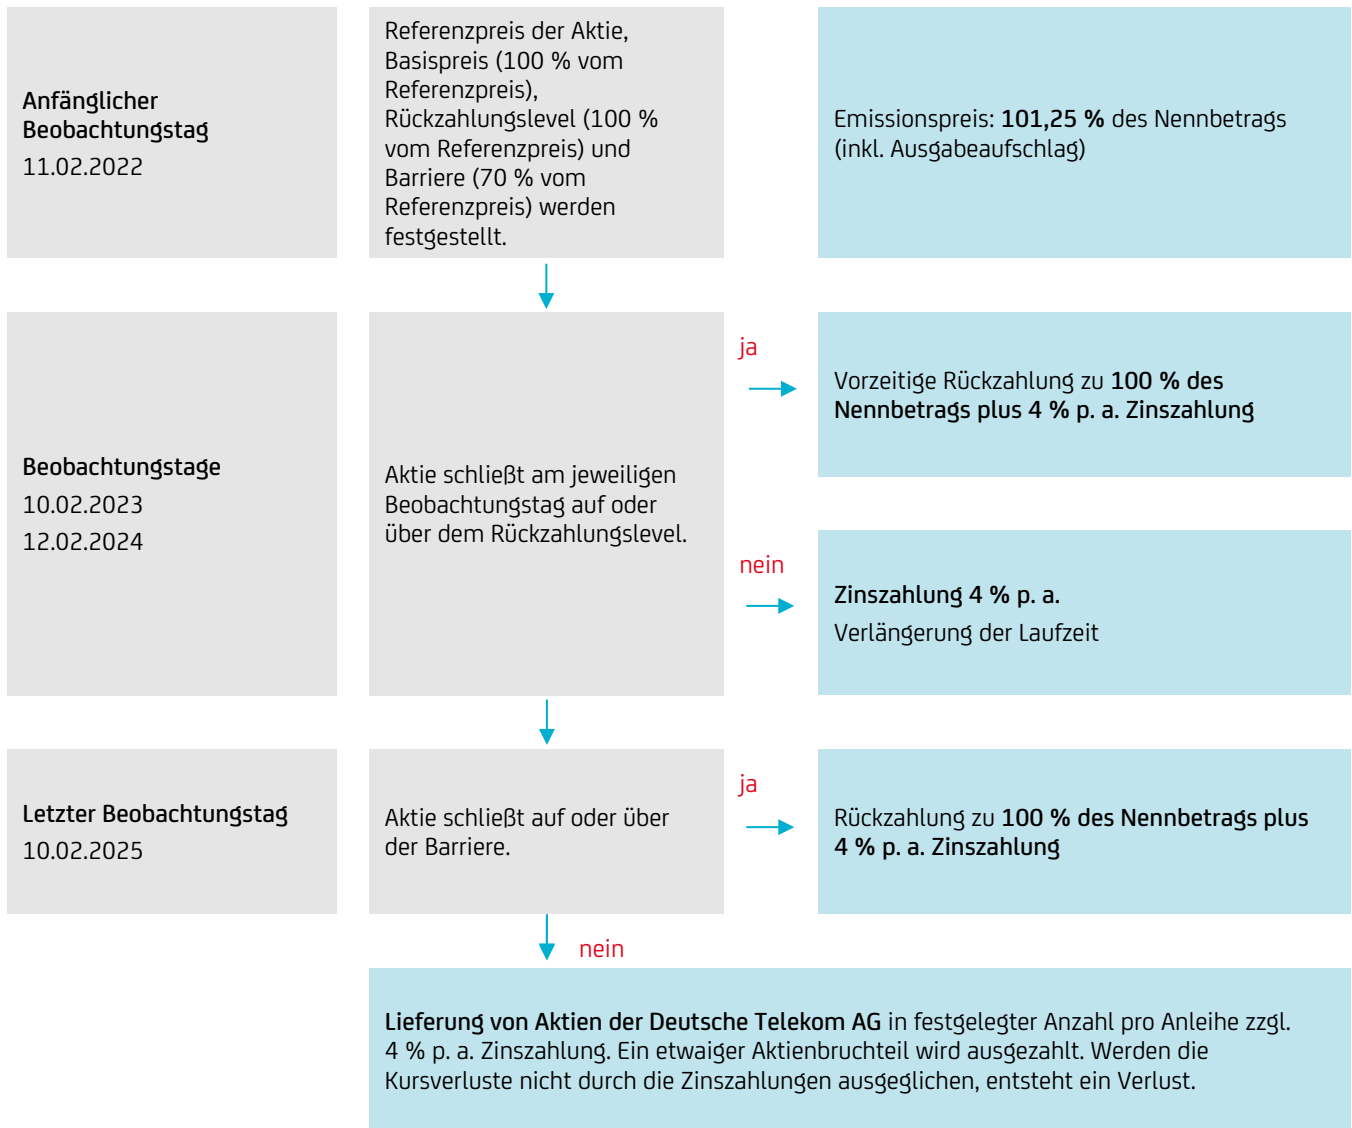 Anfänglicher
Beobachtungstag
11.02.2022
Referenzpreis der Aktie,
Basispreis (100 % vom
Referenzpreis),
Rückzahlungslevel (100 %
vom Referenzpreis) und
Barriere (70 % vom
Referenzpreis) werden
festgestellt.
Emissionspreis: 101,25 % des Nennbetrags
(inkl. Ausgabeaufschlag)
Beobachtungstage
10.02.2023
12.02.2024
Aktie schließt am jeweiligen
Beobachtungstag auf oder
über dem Rückzahlungslevel.
ja
Vorzeitige Rückzahlung zu 100 % des
Nennbetrags plus 4 % p. a. Zinszahlung
nein
Zinszahlung 4 % p. a.
Verlängerung der Laufzeit
Letzter Beobachtungstag
10.02.2025
Aktie schließt auf oder über
der Barriere.
ja
Rückzahlung zu 100 % des Nennbetrags plus
4 % p. a. Zinszahlung
nein
Lieferung von Aktien der Deutsche Telekom AG in festgelegter Anzahl pro Anleihe zzgl.
4 % p. a. Zinszahlung. Ein etwaiger Aktienbruchteil wird ausgezahlt. Werden die
Kursverluste nicht durch die Zinszahlungen ausgeglichen, entsteht ein Verlust.